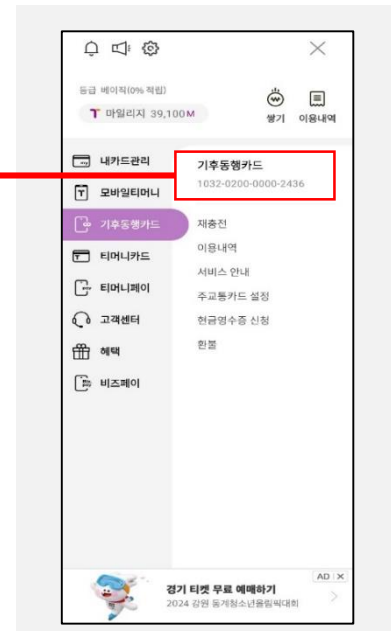 등급 베이직(0% 적립)
T 마일리지 39,100M
쌓기 이용내역
내카드관리
모바일티머니
기후동행카드
티머니카드
티머니페이
고객센터
혜택
비즈페이
기후동행카드
1032-0200-0000-2436
재충전
이용내역
서비스 안내
주교통카드 설정
현금영수증 신청
환불
AD X
경기 티켓 무료 예매하기
2024 강원 동계청소년올림픽대회